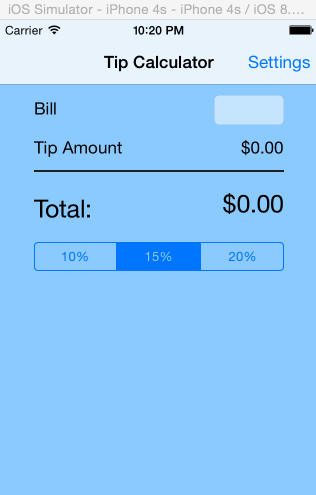 iOS Simulator - iPhone 4s - iPhone 4s / iOS 8....
Carrier 10:20 PM
Tip Calculator Settings
Bill
Tip Amount $0.00
Total: $0.00
10% 15% 20%